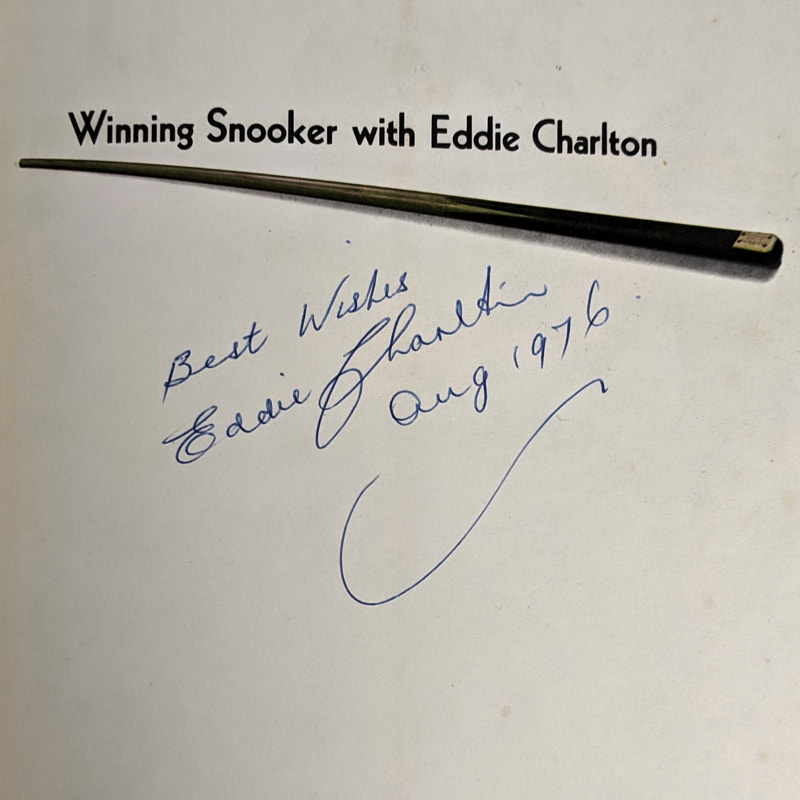 Winning Snooker with Eddie Charlton
Best Wishes
Eddie Charlton
Aug 1976